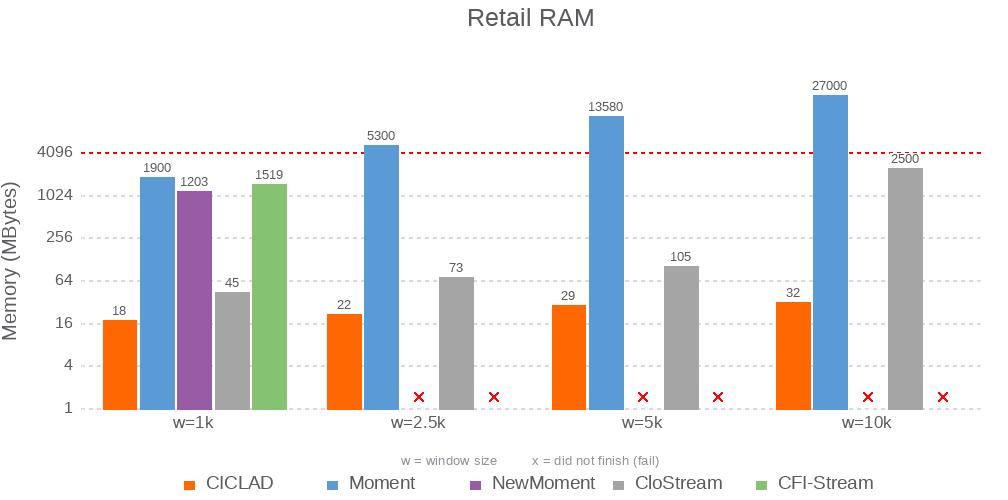 Retail RAM
Memory (MBytes)
4096
1024
256
64
16
4
1
18
1900
1203
45
1519
22
5300
x
73
x
29
13580
x
105
x
32
27000
x
2500
x
w=1k
w=2.5k
w=5k
w=10k
w = window size x = did not finish (fail)
CICLAD Moment NewMoment CloStream CFI-Stream